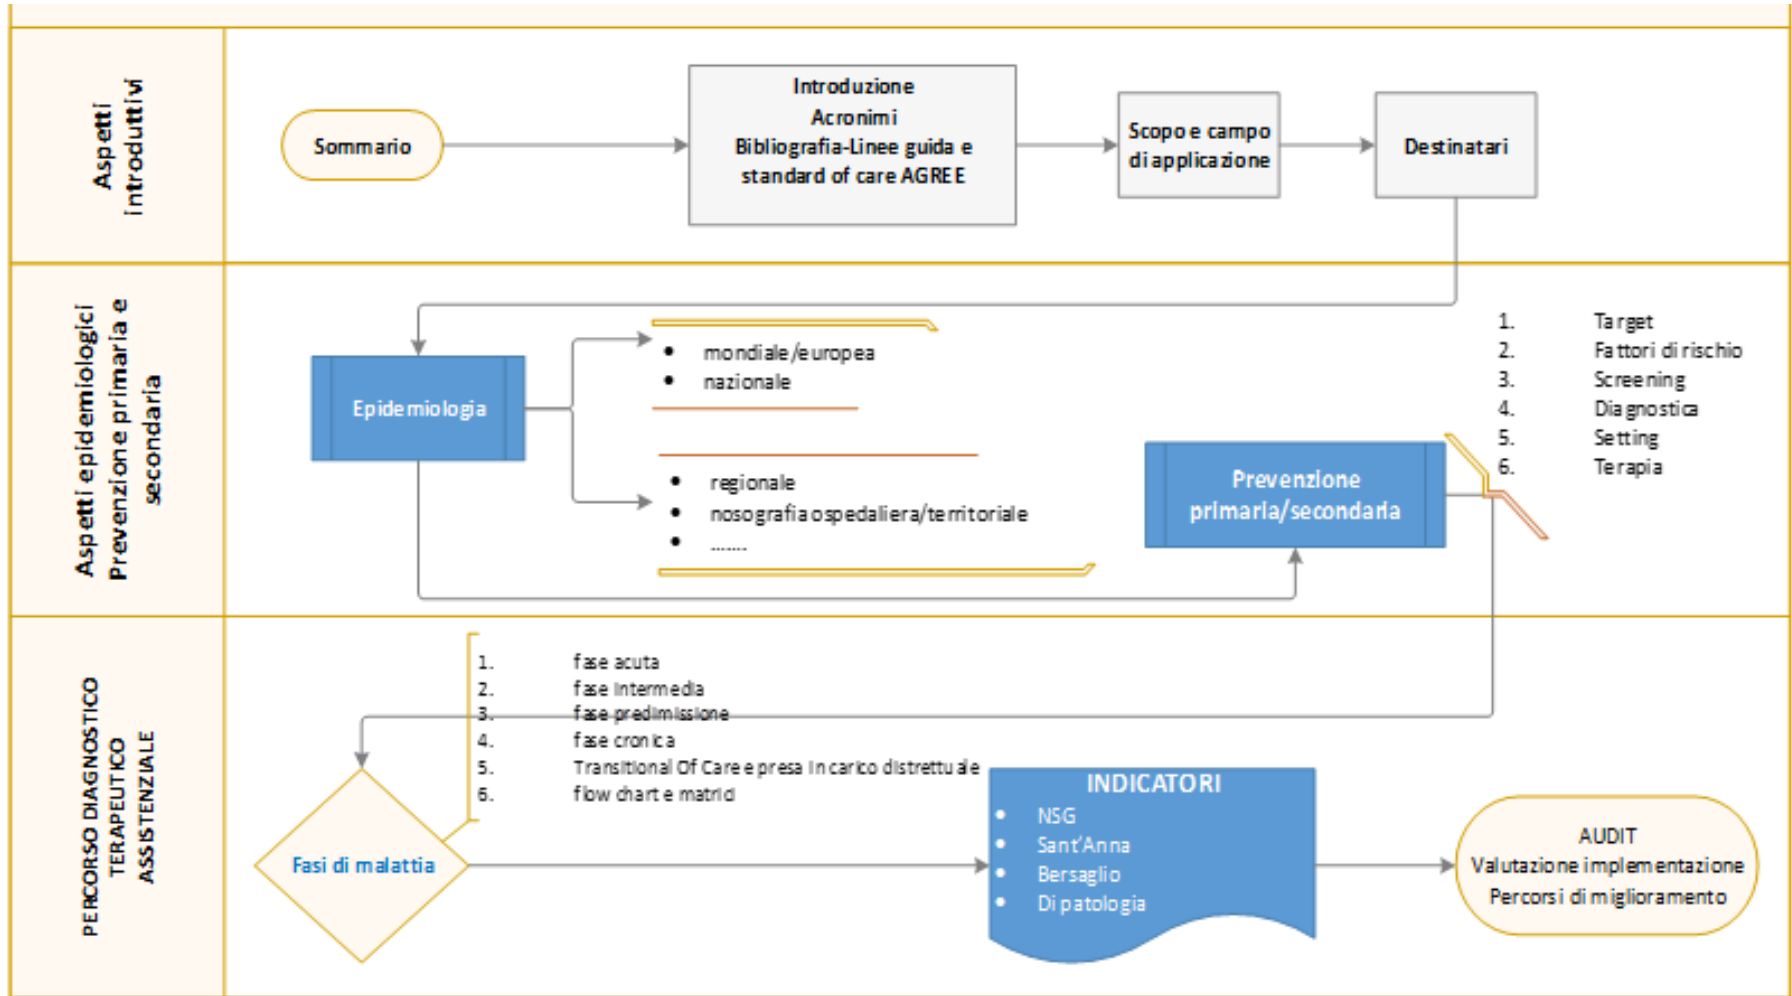 Aspetti
introduttivi
Sommario
Introduzione
Acronimi
Bibliografia-Linee guida e
standard of care AGREE
Scopo e campo
di applicazione
Destinatari
Aspetti epidemiologici
Prevenzione primaria e
secondaria
Epidemiologia
• mondiale/europea
• nazionale
• regionale
• nosografia ospedaliera/territoriale
• .......
Prevenzione
primaria/secondaria
1. Target
2. Fattori di rischio
3. Screening
4. Diagnostica
5. Setting
6. Terapia
PERCORSO DIAGNOSTICO
TERAPEUTICO
ASSISTENZIALE
1. fase acuta
2. fase intermedia
3. fase predimissione
4. fase cronica
5. Transitional Of Care e presa in carico distrettuale
6. flow chart e matrici
Fasi di malattia
INDICATORI
• NSG
• Sant'Anna
• Bersaglio
• Di patologia
AUDIT
Valutazione implementazione
Percorsi di miglioramento